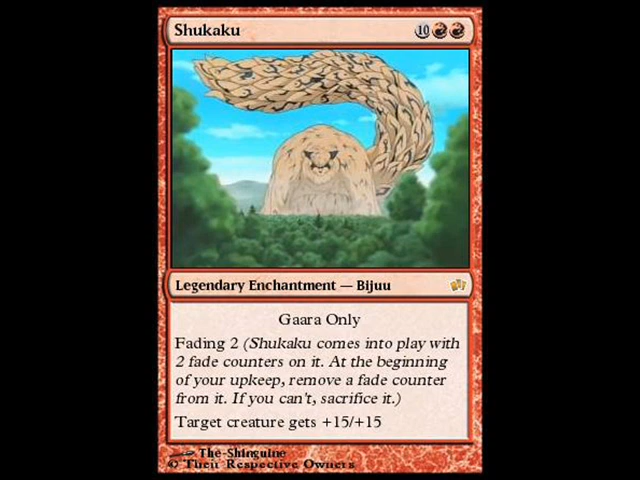 Shukaku 10
Legendary Enchantment — Bijuu
Gaara Only
Fading 2 (Shukaku comes into play with
2 fade counters on it. At the beginning
of your upkeep, remove a fade counter
from it. If you can't, sacrifice it.)
Target creature gets +15/+15
The-Shinguine
© Their Respective Owners